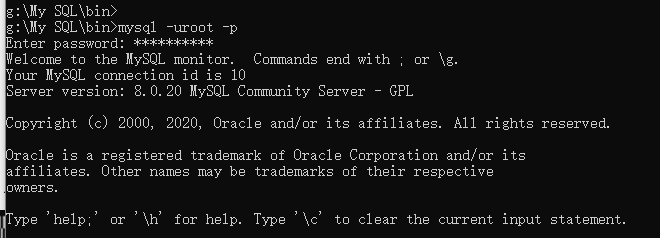 g:\My SQL\bin>
g:\My SQL\bin>mysql -uroot -p
Enter password: **********
Welcome to the MySQL monitor.  Commands end with ; or \g.
Your MySQL connection id is 10
Server version: 8.0.20 MySQL Community Server - GPL
Copyright (c) 2000, 2020, Oracle and/or its affiliates. All rights reserved.
Oracle is a registered trademark of Oracle Corporation and/or its
affiliates. Other names may be trademarks of their respective
owners.
Type 'help;' or '\h' for help. Type '\c' to clear the current input statement.